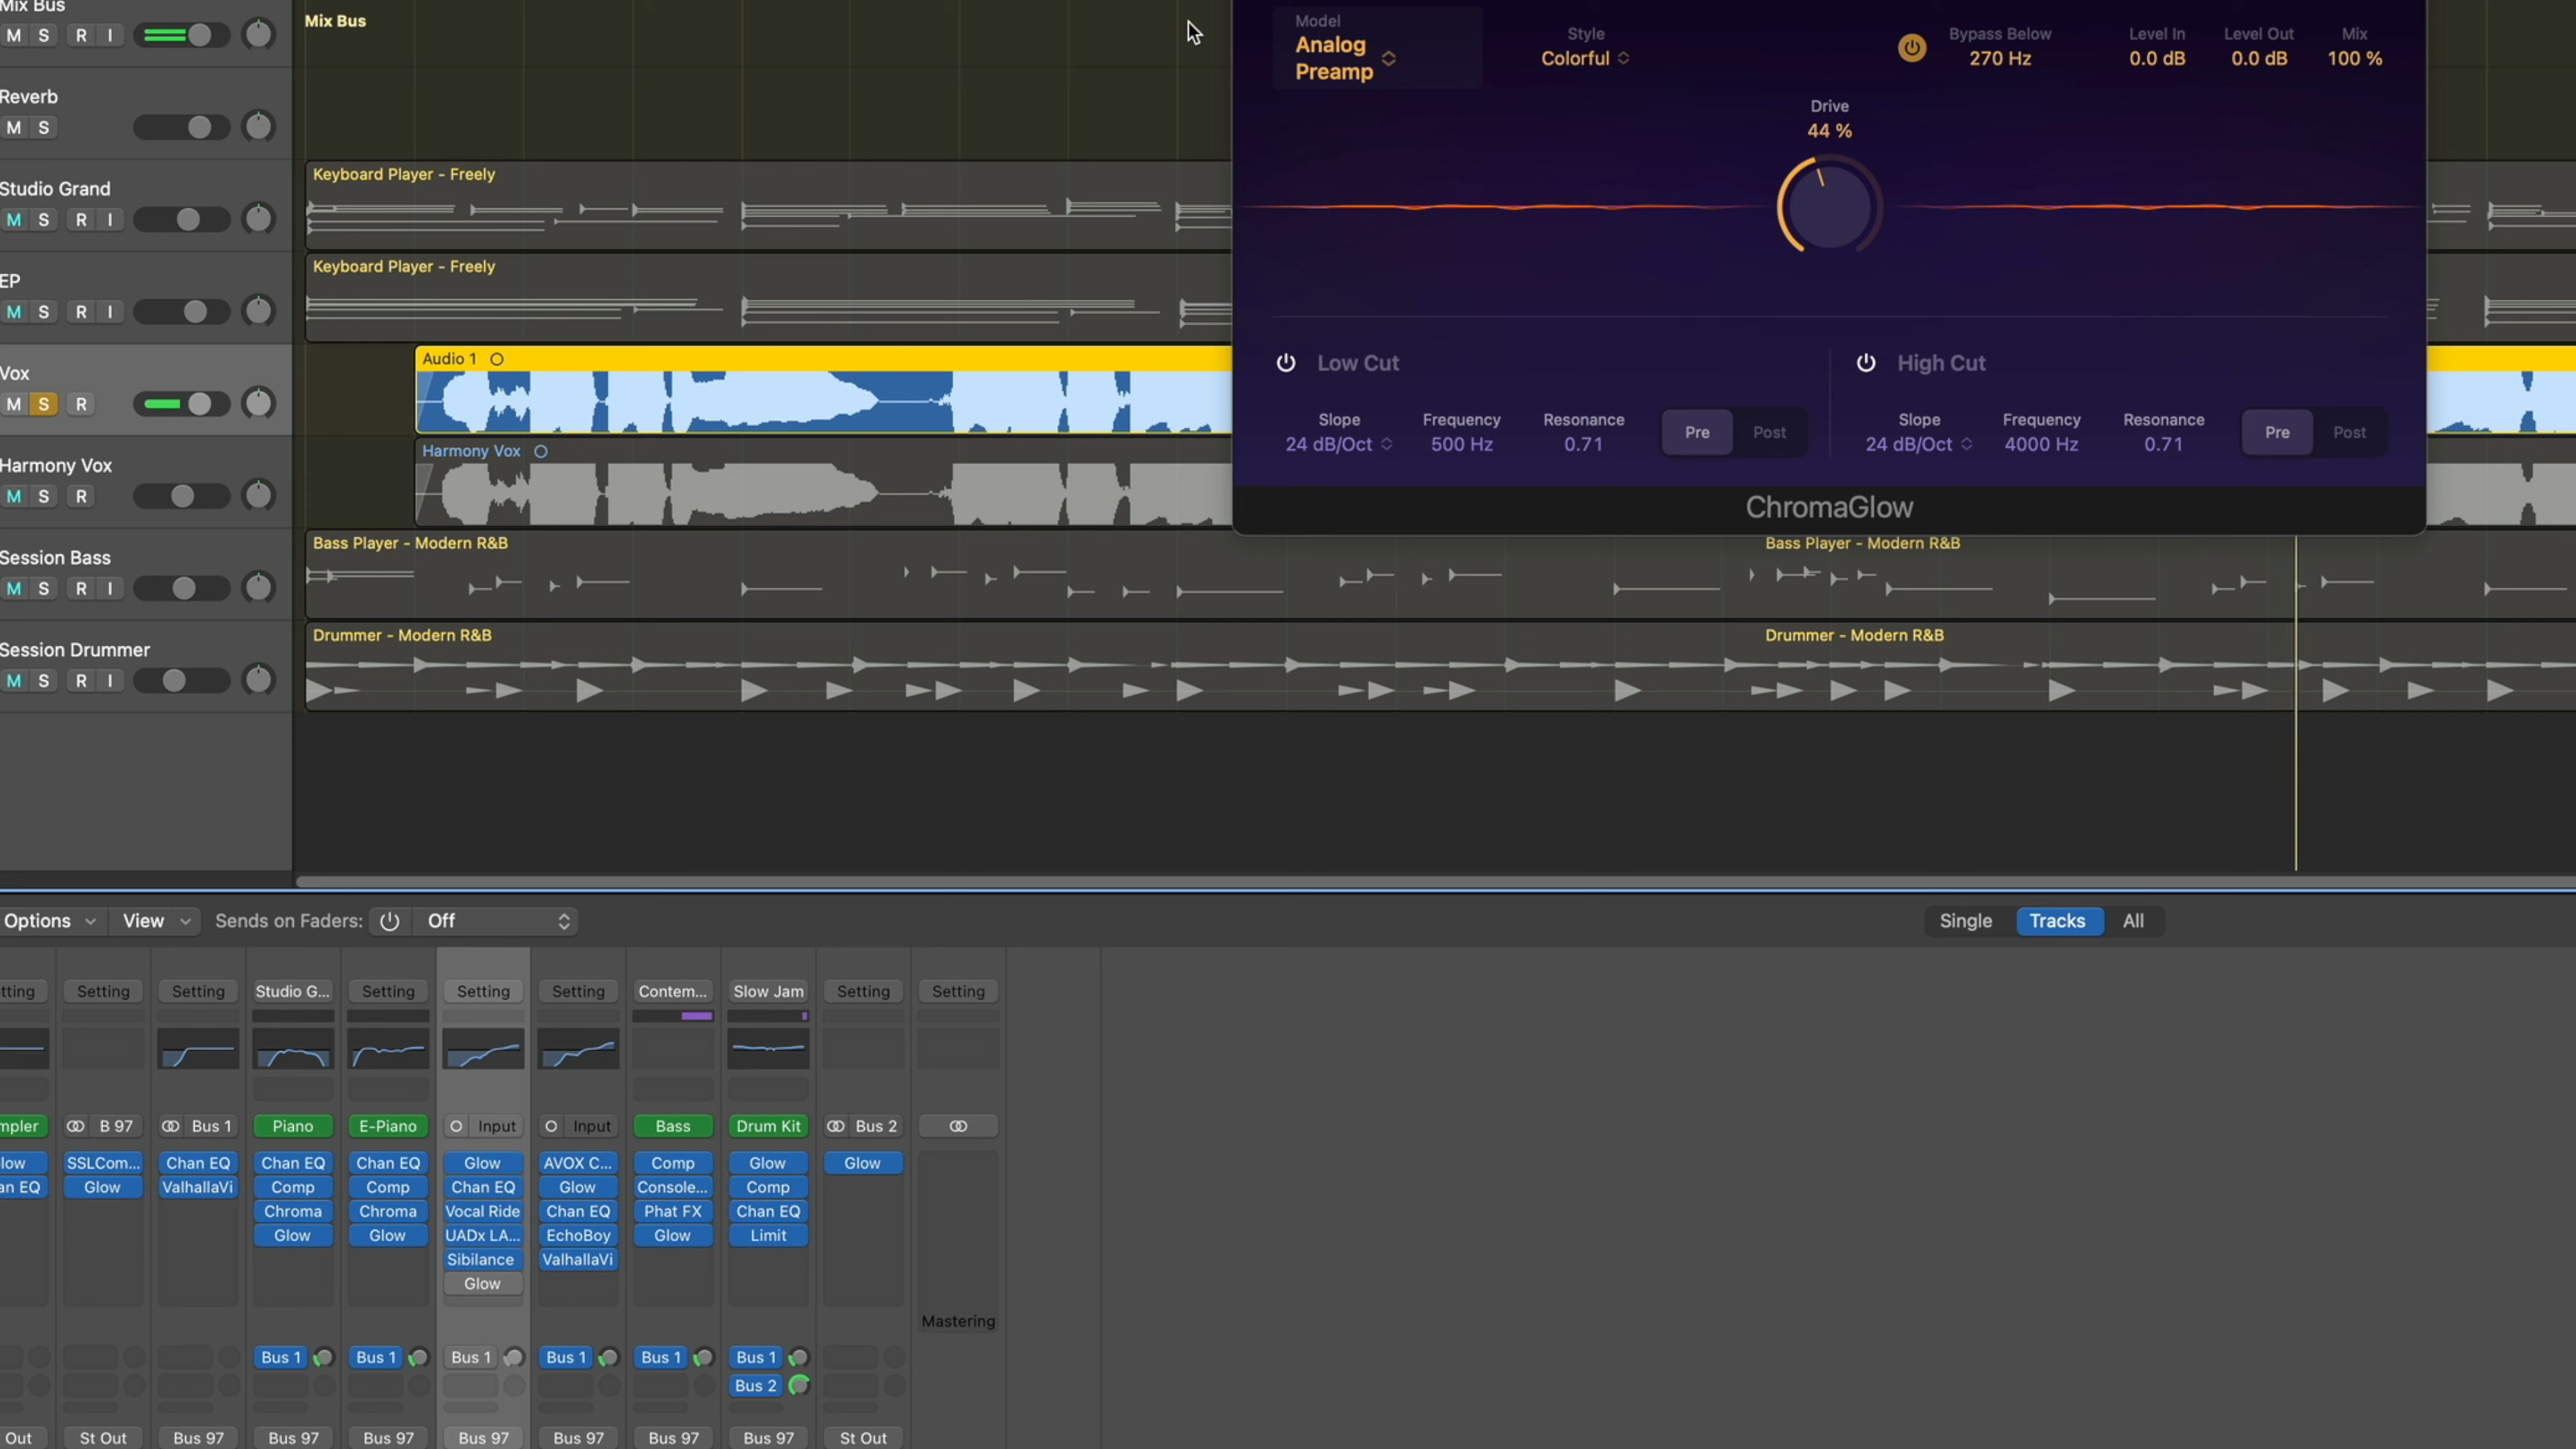 Mix Bus
M S R I
Mix Bus
Reverb
M S
Studio Grand
M S R I
Keyboard Player - Freely
EP
M S R I
Keyboard Player - Freely
Vox
M S R
Audio 1
Harmony Vox
M S R
Harmony Vox
Session Bass
M S R I
Bass Player - Modern R&B
Bass Player - Modern R&B
Session Drummer
M S R I
Drummer - Modern R&B
Drummer - Modern R&B
Model
Analog
Preamp
Style
Colorful
Bypass Below
270 Hz
Level In
0.0 dB
Level Out
0.0 dB
Mix
100 %
Drive
44 %
Low Cut
Slope
24 dB/Oct
Frequency
500 Hz
Resonance
0.71
Pre Post
High Cut
Slope
24 dB/Oct
Frequency
4000 Hz
Resonance
0.71
Pre Post
ChromaGlow
Options View Sends on Faders: Off Single Tracks All
tting Setting Setting Studio G... Setting Setting Setting Contem... Slow Jam Setting Setting
mpler B 97 Bus 1 Piano E-Piano Input Input Bass Drum Kit Bus 2
low SSLCom... Chan EQ Chan EQ Chan EQ Glow AVOX C... Comp Glow Glow
an EQ Glow ValhallaVi Comp Comp Chan EQ Glow Console... Comp
Chroma Chroma Vocal Ride Chan EQ Phat FX Chan EQ
Glow Glow UADx LA... EchoBoy Glow Limit
Sibilance ValhallaVi
Glow
Mastering
Bus 1 Bus 1 Bus 1 Bus 1 Bus 1 Bus 1
Bus 2
Out St Out Bus 97 Bus 97 Bus 97 Bus 97 Bus 97 Bus 97 Bus 97 St Out